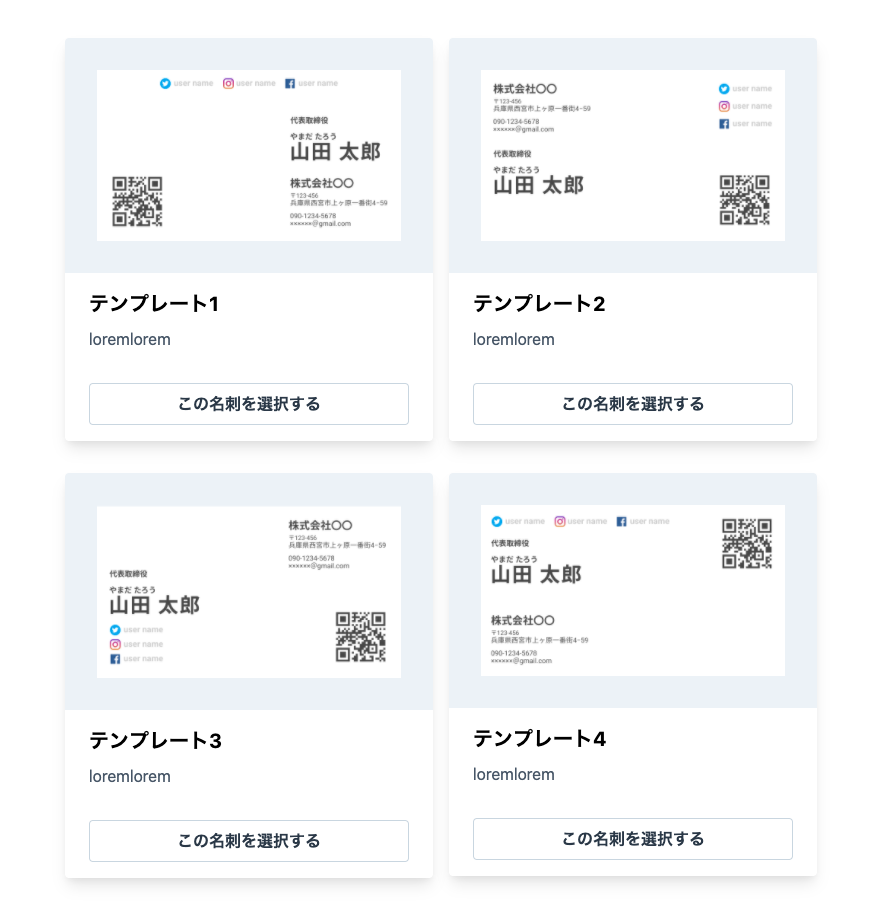 user name user name user name
代表取締役
やまだ たろう
山田 太郎
株式会社〇〇
〒123-456
兵庫県西宮市上ヶ原一番街4-59
090-1234-5678
××××××@gmail.com
テンプレート1
loremlorem
この名刺を選択する
株式会社〇〇
〒123-456
兵庫県西宮市上ヶ原一番街4-59
090-1234-5678
××××××@gmail.com
user name
user name
user name
代表取締役
やまだ たろう
山田 太郎
テンプレート2
loremlorem
この名刺を選択する
株式会社〇〇
〒123-456
兵庫県西宮市上ヶ原一番街4-59
090-1234-5678
××××××@gmail.com
代表取締役
やまだ たろう
山田 太郎
user name
user name
user name
テンプレート3
loremlorem
この名刺を選択する
user name user name user name
代表取締役
やまだ たろう
山田 太郎
株式会社〇〇
〒123-456
兵庫県西宮市上ヶ原一番街4-59
090-1234-5678
××××××@gmail.com
テンプレート4
loremlorem
この名刺を選択する